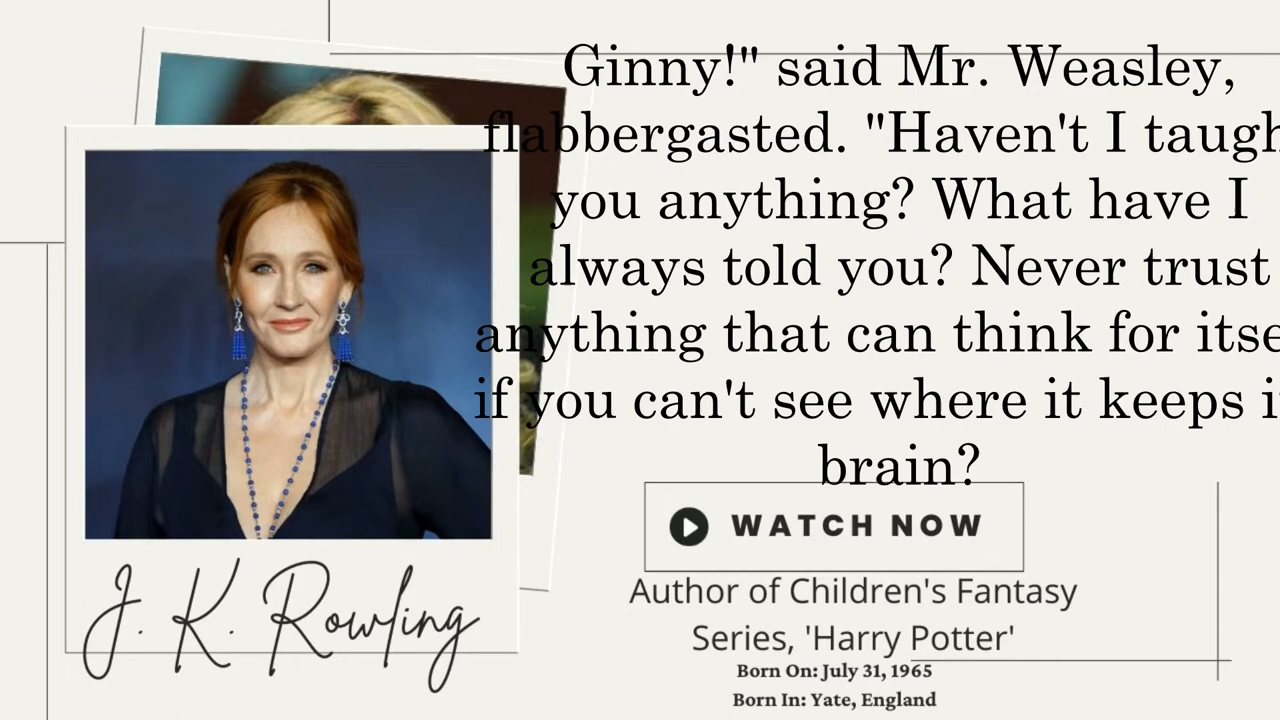 Ginny!" said Mr. Weasley,
flabbergasted. "Haven't I taugh
you anything? What have I
always told you? Never trust
anything that can think for itse
if you can't see where it keeps i
brain?
WATCH NOW
Author of Children's Fantasy
Series, 'Harry Potter'
Born On: July 31, 1965
Born In: Yate, England
J. K. Rowling